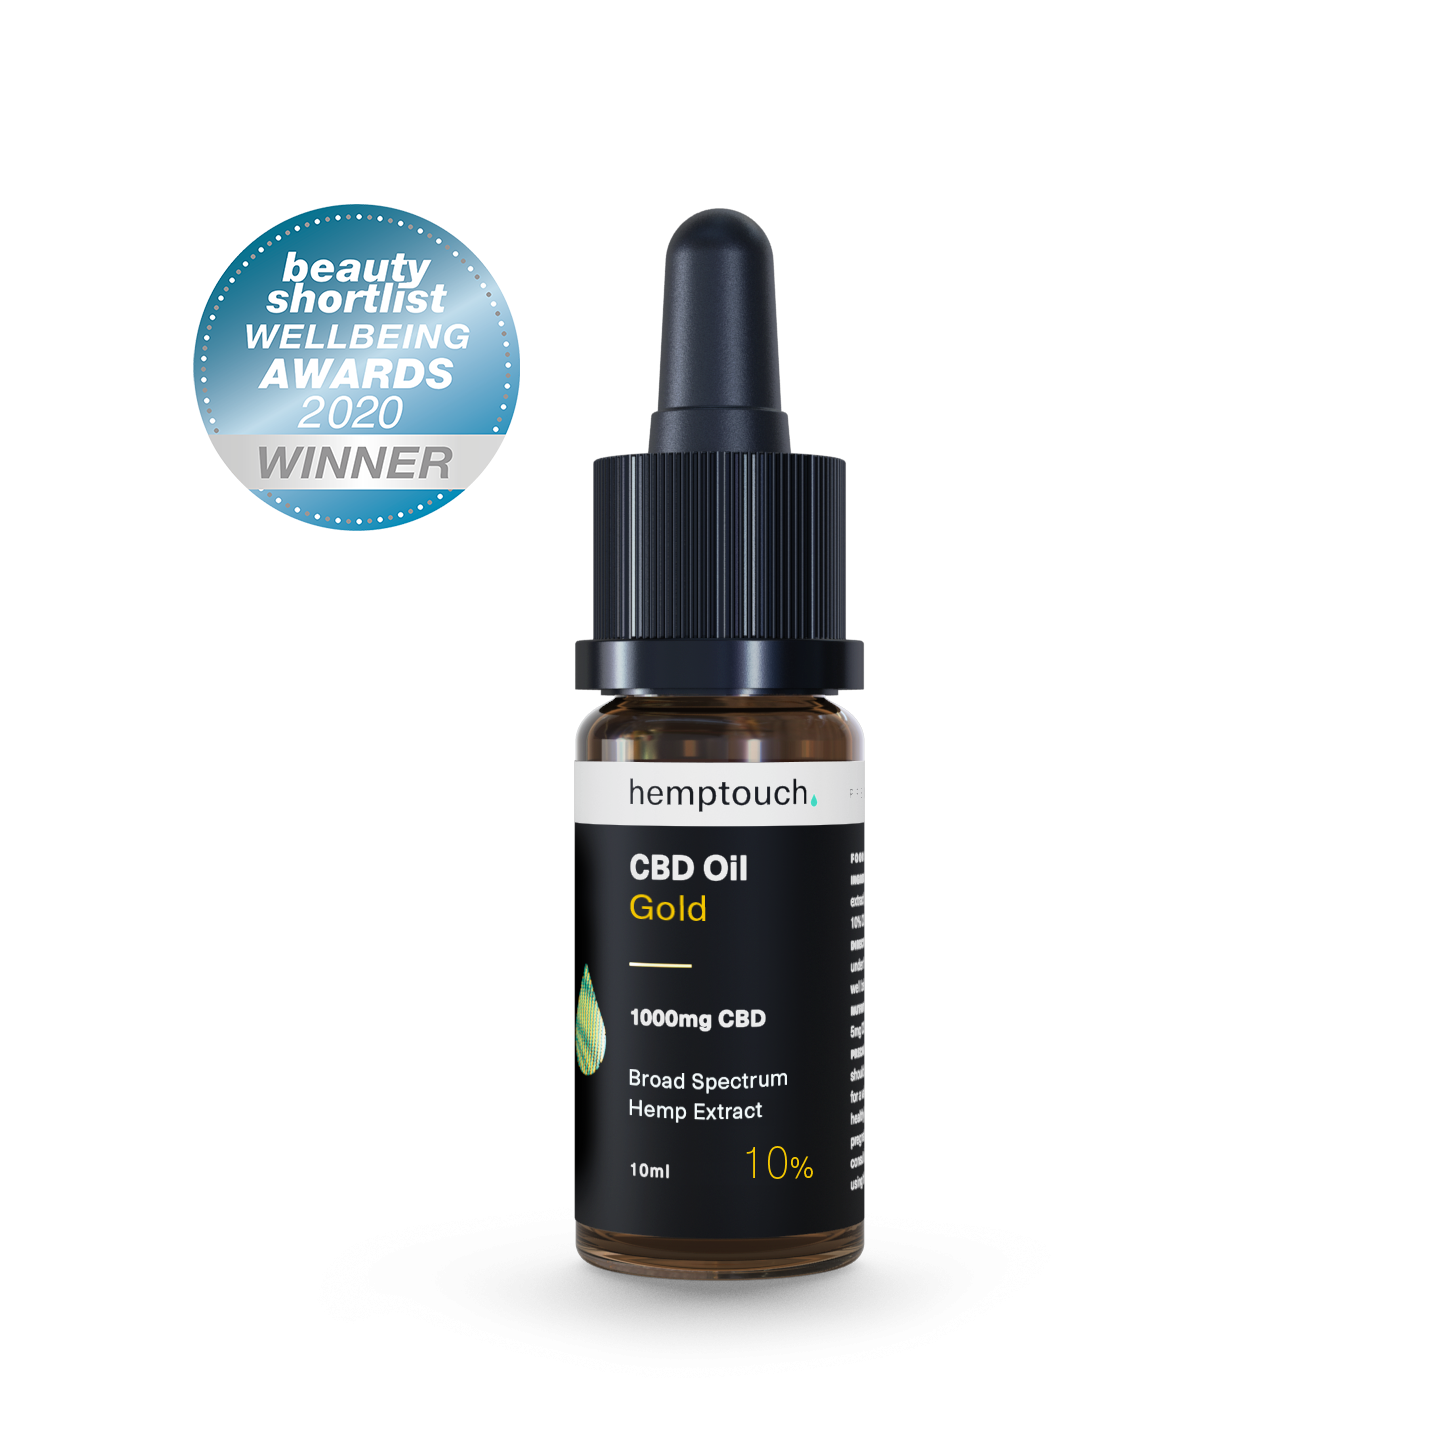 beauty
shortlist
WELLBEING
AWARDS
2020
WINNER
hemptouch
CBD Oil
Gold
1000mg CBD
Broad Spectrum
Hemp Extract
10ml
10%